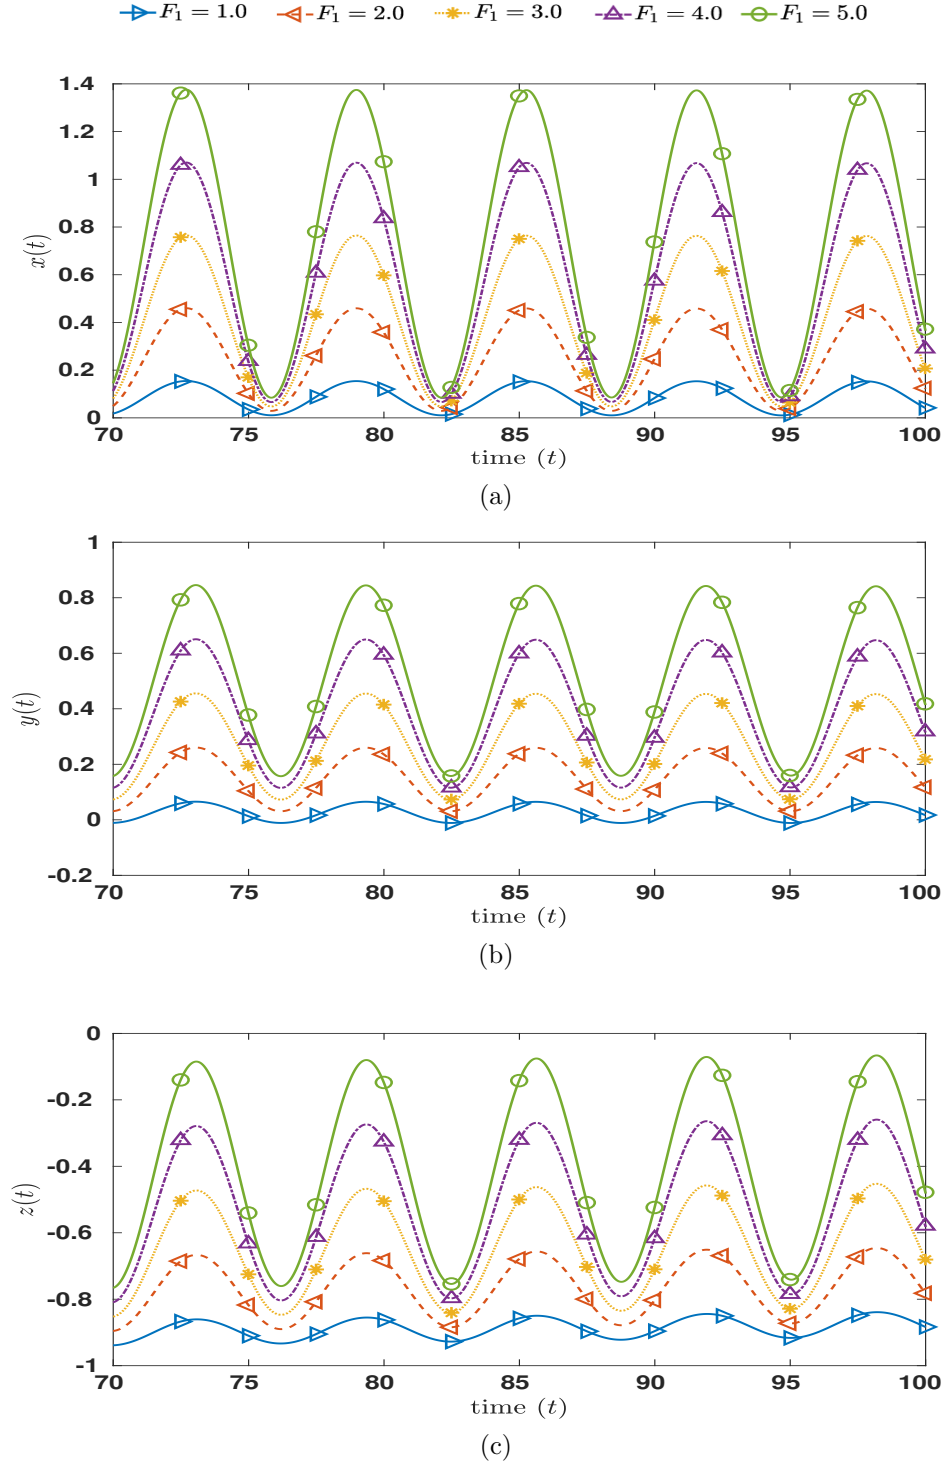 F₁ = 1.0 F₁ = 2.0 F₁ = 3.0 F₁ = 4.0 F₁ = 5.0
1.4
1.2
1
0.8
0.6
0.4
0.2
0
x(t)
70 75 80 85 90 95 100
time (t)
(a)
1
0.8
0.6
0.4
0.2
0
-0.2
y(t)
70 75 80 85 90 95 100
time (t)
(b)
0
-0.2
-0.4
-0.6
-0.8
-1
z(t)
70 75 80 85 90 95 100
time (t)
(c)